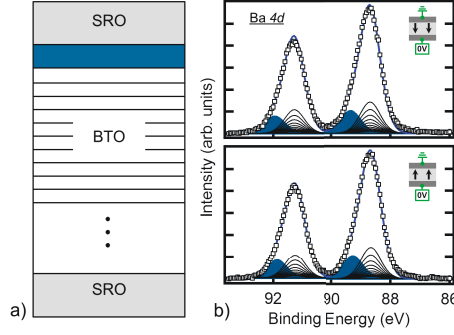 SRO
BTO
SRO
a)
Ba 4d
0V
0V
Intensity (arb. units)
92
90
88
86
Binding Energy (eV)
b)